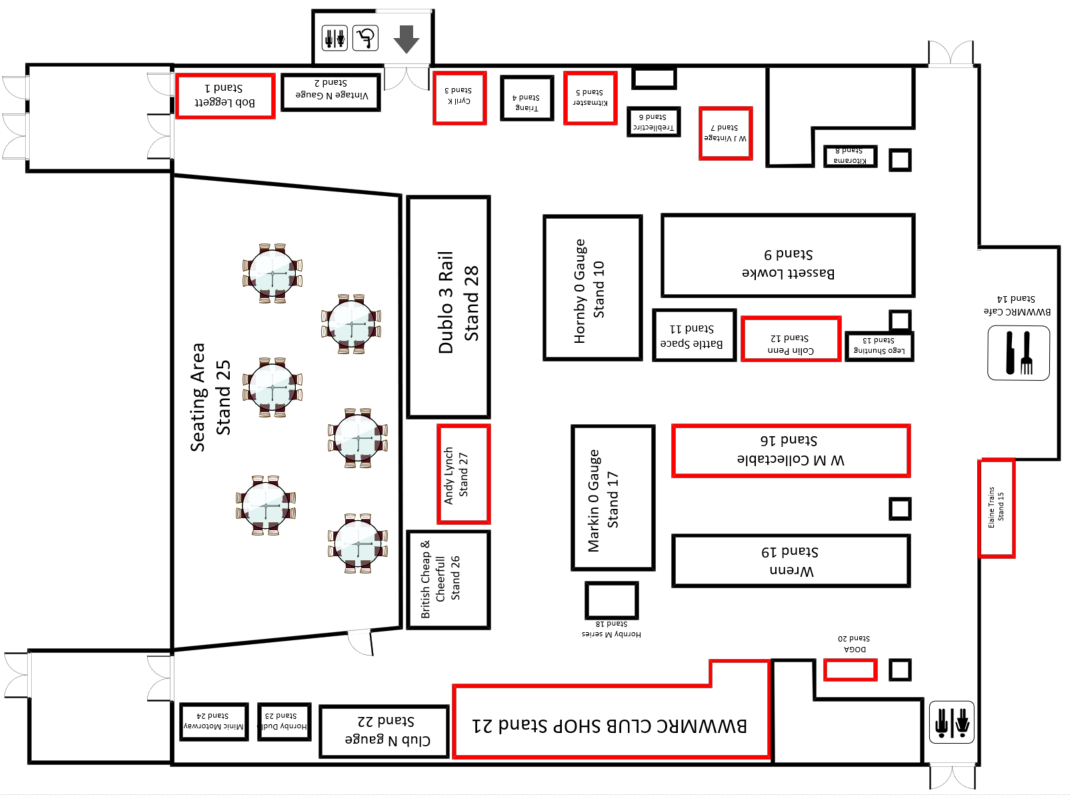 Bob Leggett
Stand 1
Vintage N Gauge
Stand 2
Cyril K
Stand 3
Triang
Stand 4
Kitmaster
Stand 5
Trebllectirc
Stand 6
W J Vintage
Stand 7
Kitorama
Stand 8
Bassett Lowke
Stand 9
Hornby 0 Gauge
Stand 10
Battle Space
Stand 11
Colin Penn
Stand 12
Lego Shunting
Stand 13
BWWMRC Cafe
Stand 14
Elaine Trains
Stand 15
W M Collectable
Stand 16
Markin 0 Gauge
Stand 17
Hornby M series
Stand 18
Wrenn
Stand 19
DOGA
Stand 20
BWWMRC CLUB SHOP Stand 21
Club N gauge
Stand 22
Hornby Dubl
Stand 23
Minic Motorway
Stand 24
Seating Area
Stand 25
British Cheap &
Cheerfull
Stand 26
Andy Lynch
Stand 27
Dublo 3 Rail
Stand 28